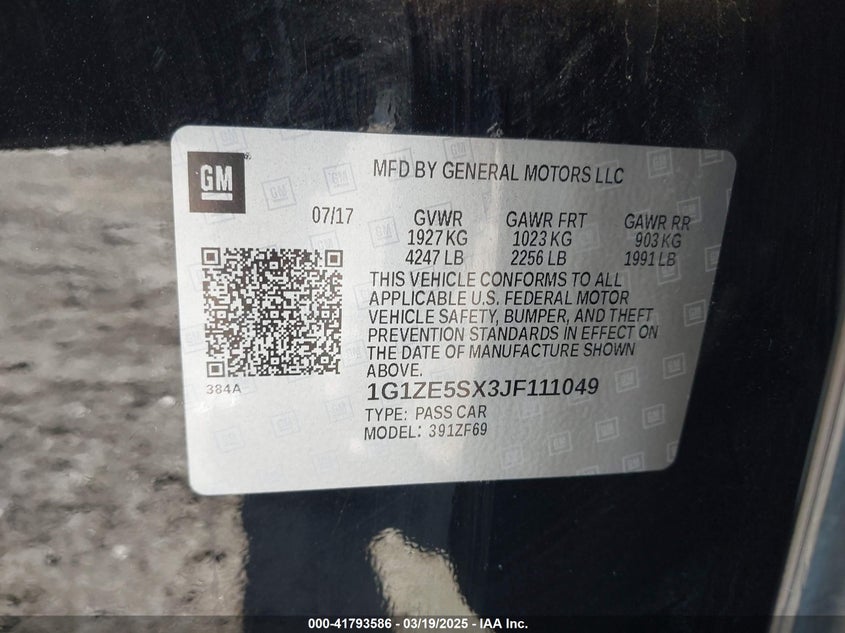 GM
MFD BY GENERAL MOTORS LLC
07/17 GVWR GAWR FRT GAWR RR
1927 KG 1023 KG 903 KG
4247 LB 2256 LB 1991 LB
THIS VEHICLE CONFORMS TO ALL
APPLICABLE U.S. FEDERAL MOTOR
VEHICLE SAFETY, BUMPER, AND THEFT
PREVENTION STANDARDS IN EFFECT ON
THE DATE OF MANUFACTURE SHOWN
ABOVE.
384A
1G1ZE5SX3JF111049
TYPE: PASS CAR
MODEL: 391ZF69
000-41793586 - 03/19/2025 - IAA Inc.